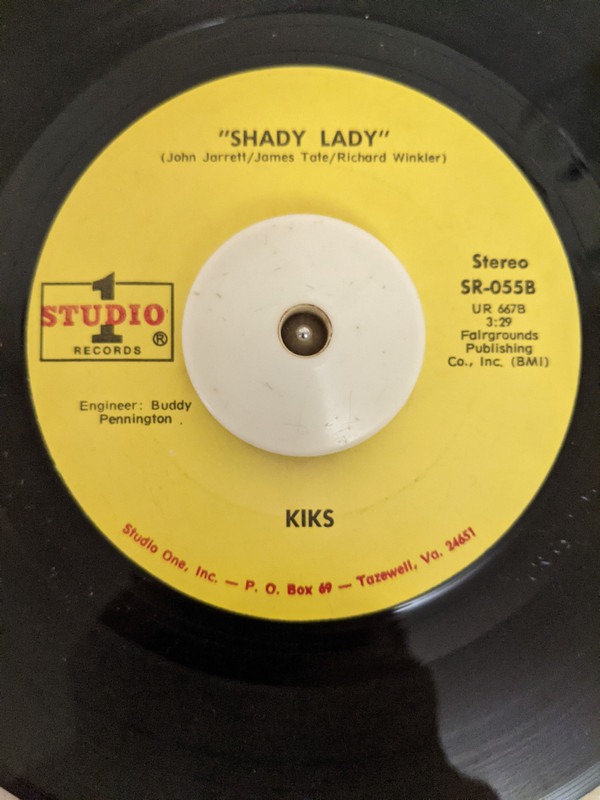 "SHADY LADY"
(John Jarrett/James Tate/Richard Winkler)
Stereo
SR-055B
UR 667B
3:29
Fairgrounds
Publishing
Co., Inc. (BMI)
1
STUDIO
RECORDS ®
Engineer: Buddy
Pennington .
KIKS
Studio One, Inc. — P. O. Box 69 — Tazewell, Va. 24651